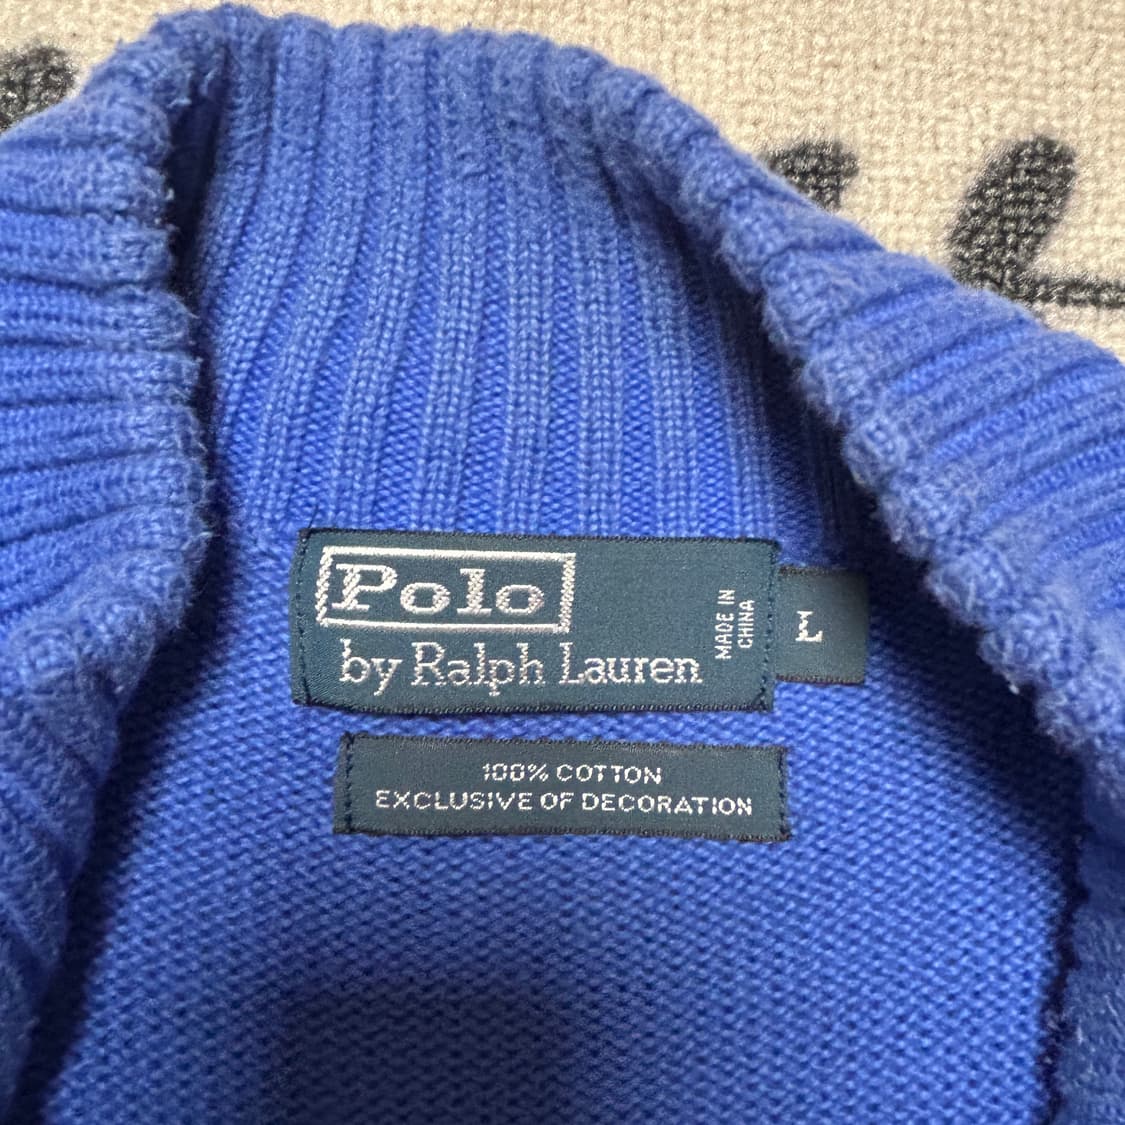 Polo
by Ralph Lauren
MADE IN
CHINA
L
100% COTTON
EXCLUSIVE OF DECORATION